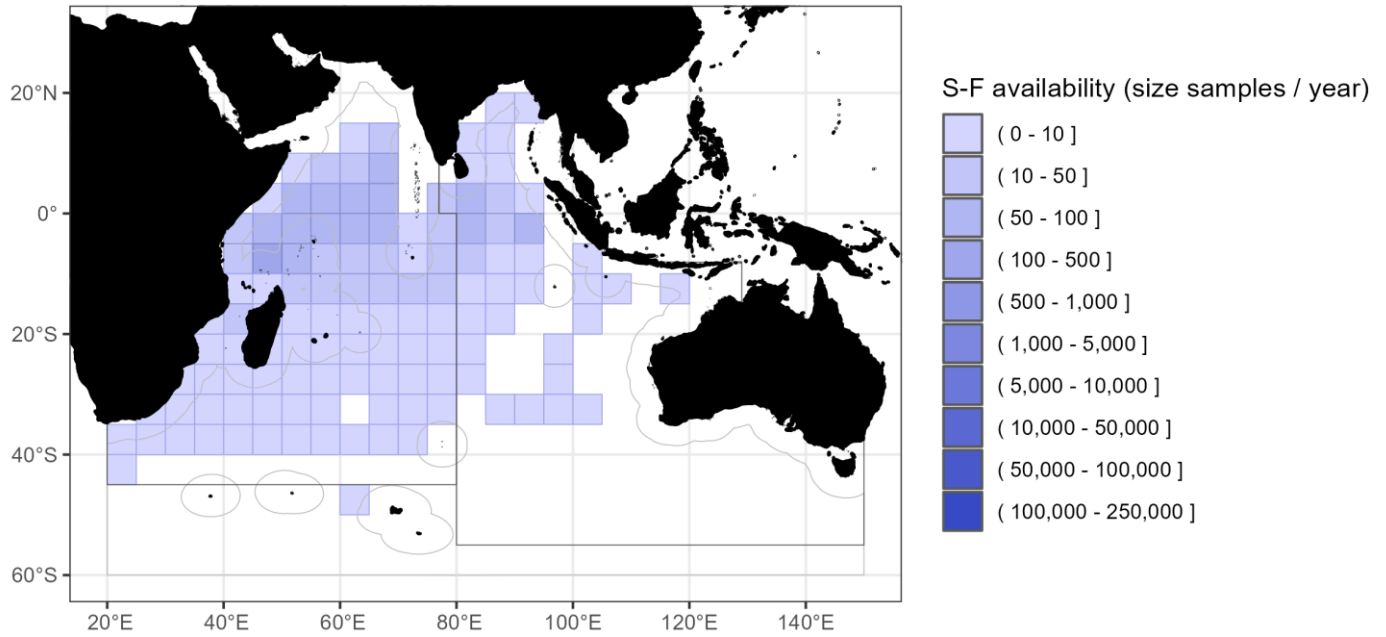 20°N
0°
20°S
40°S
60°S
20°E 40°E 60°E 80°E 100°E 120°E 140°E
S-F availability (size samples / year)
( 0 - 10 ]
( 10 - 50 ]
( 50 - 100 ]
( 100 - 500 ]
( 500 - 1,000 ]
( 1,000 - 5,000 ]
( 5,000 - 10,000 ]
( 10,000 - 50,000 ]
( 50,000 - 100,000 ]
( 100,000 - 250,000 ]